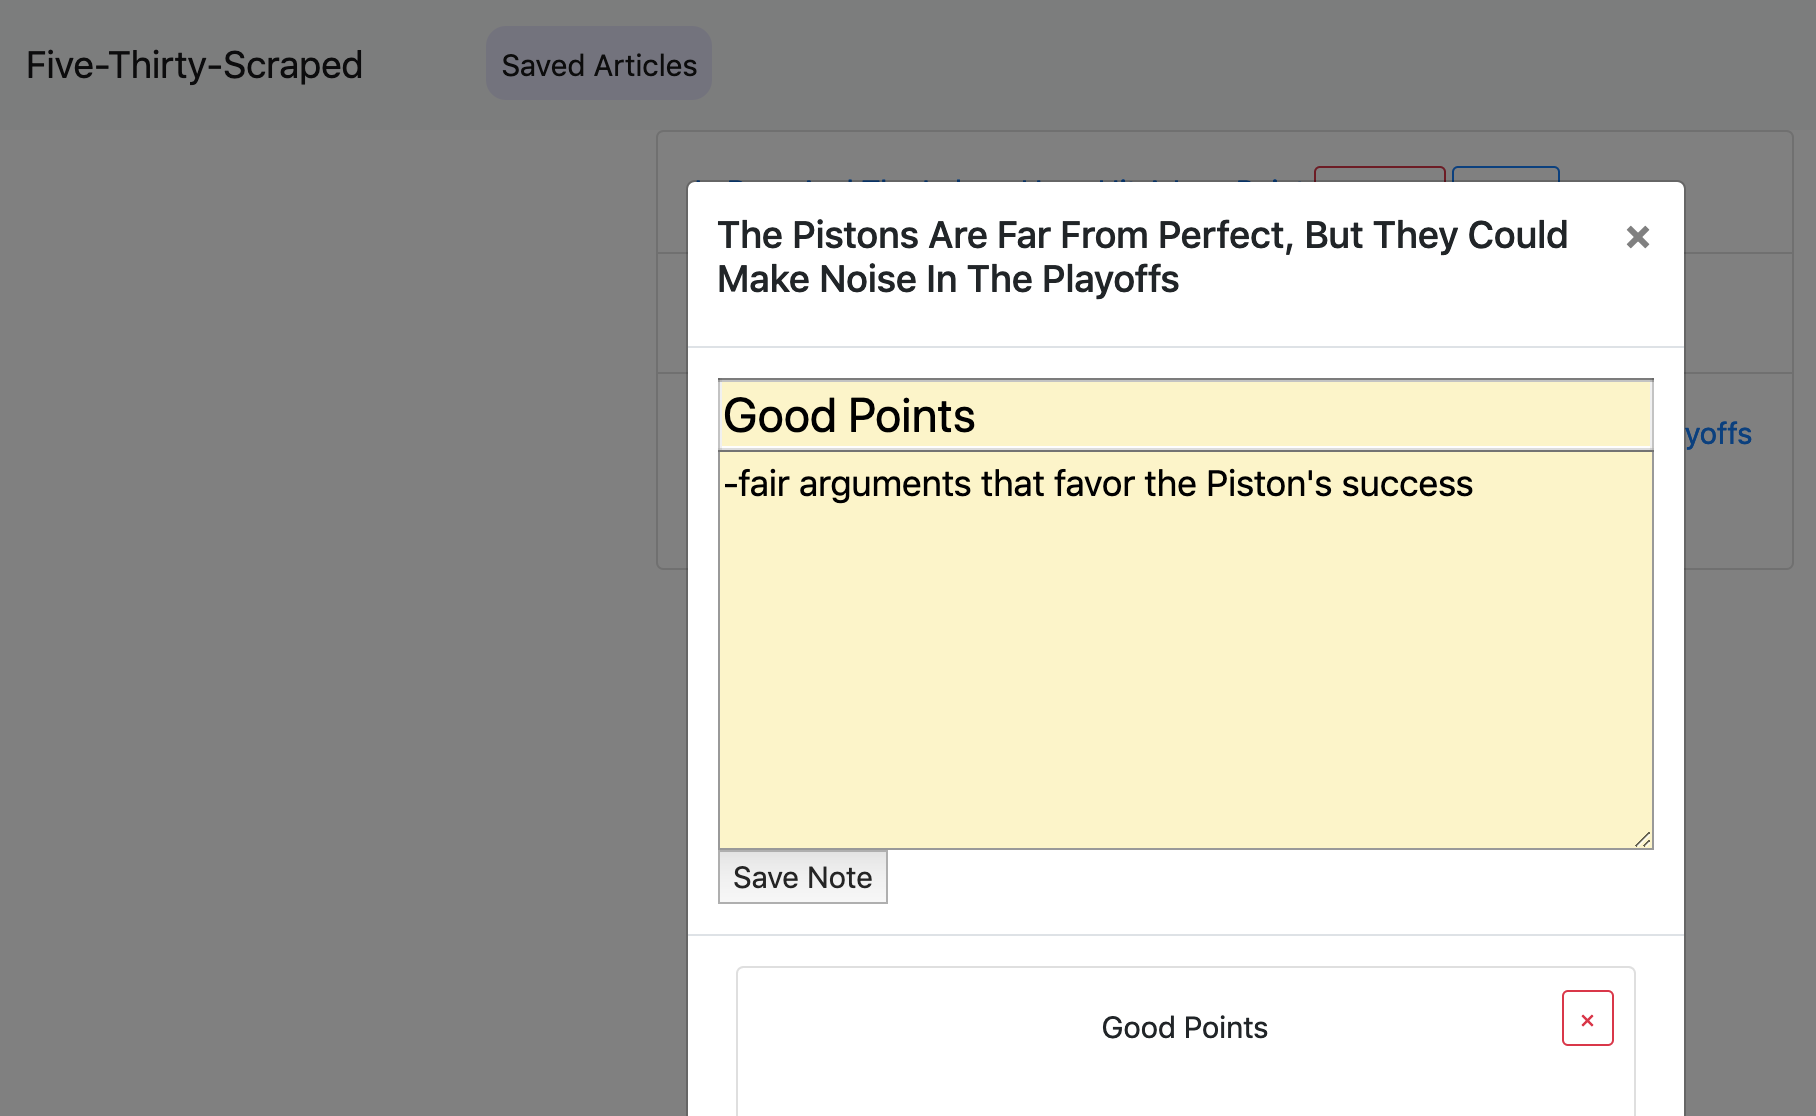 Five-Thirty-Scraped
Saved Articles
The Pistons Are Far From Perfect, But They Could
Make Noise In The Playoffs
×
yoffs
Good Points
-fair arguments that favor the Piston's success
Save Note
Good Points
×